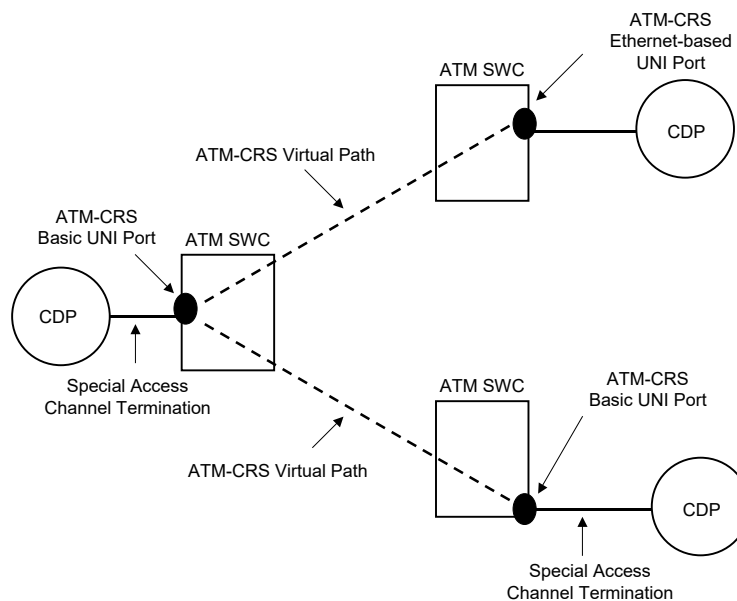 ATM-CRS
Ethernet-based
UNI Port
ATM SWC
CDP
ATM-CRS Virtual Path
ATM-CRS
Basic UNI Port
ATM SWC
CDP
Special Access
Channel Termination
ATM SWC
ATM-CRS
Basic UNI Port
ATM-CRS Virtual Path
CDP
Special Access
Channel Termination